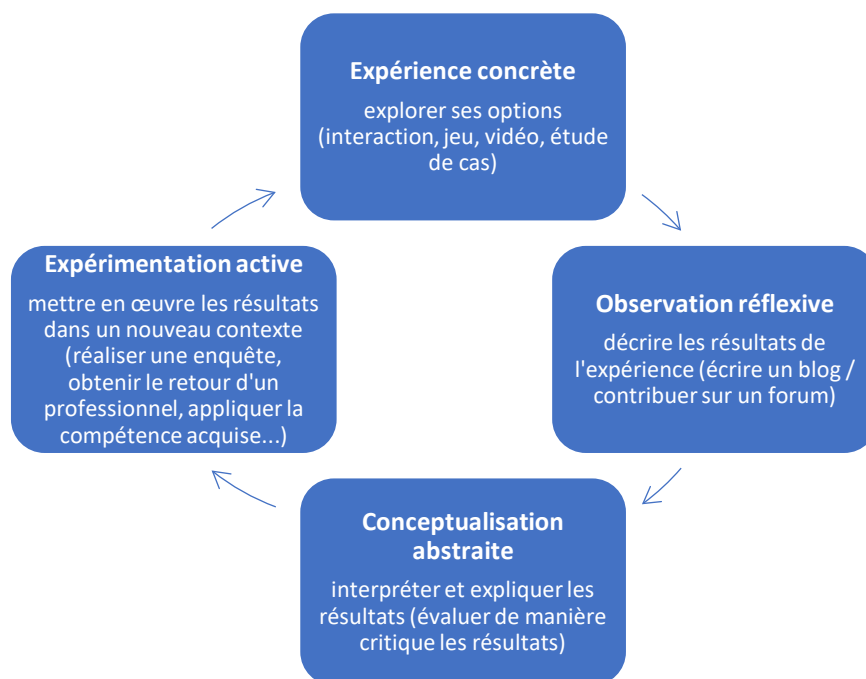 Expérience concrète
explorer ses options
(interaction, jeu, vidéo, étude
de cas)
Observation réflexive
décrire les résultats de
l'expérience (écrire un blog /
contribuer sur un forum)
Conceptualisation
abstraite
interpréter et expliquer les
résultats (évaluer de manière
critique les résultats)
Expérimentation active
mettre en œuvre les résultats
dans un nouveau contexte
(réaliser une enquête,
obtenir le retour d'un
professionnel, appliquer la
compétence acquise...)